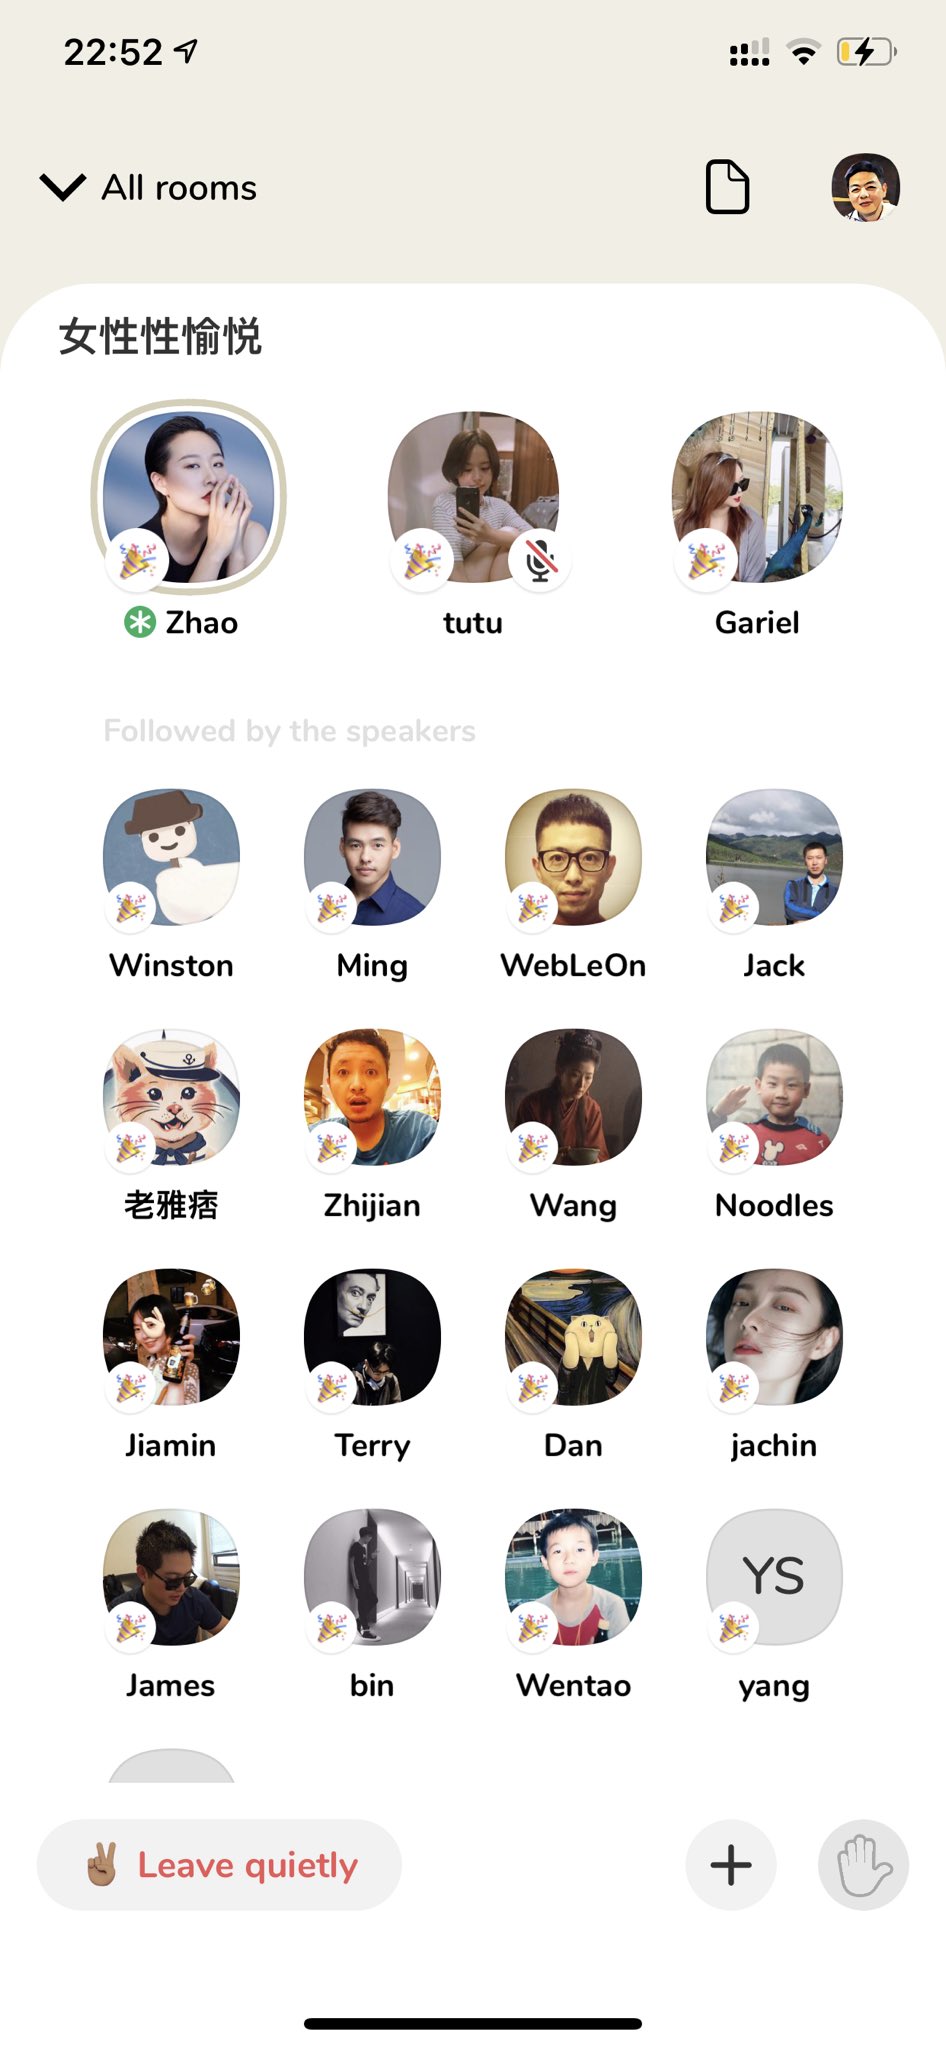 22:52
All rooms
女性性愉悦
Zhao
tutu
Gariel
Followed by the speakers
Winston
Ming
WebLeOn
Jack
老雅痞
Zhijian
Wang
Noodles
Jiamin
Terry
Dan
jachin
YS
James
bin
Wentao
yang
Leave quietly